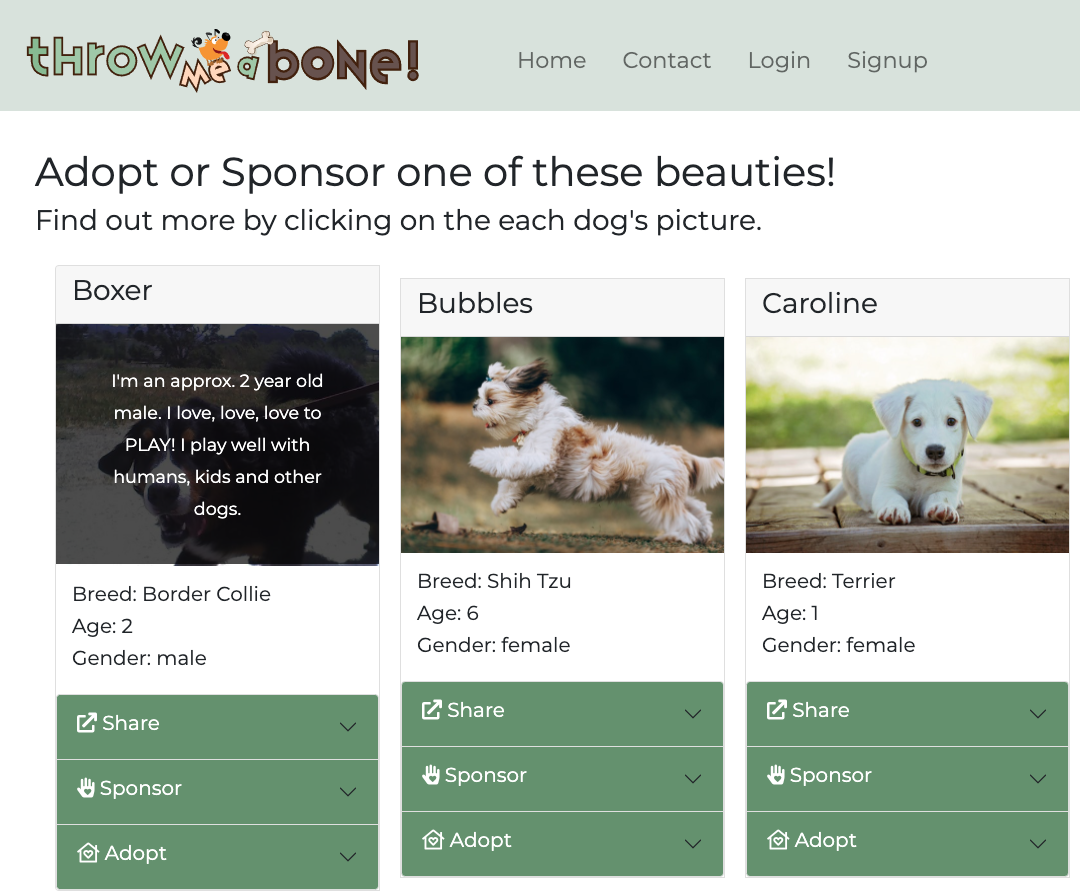 throw me a bone!
Home Contact Login Signup
Adopt or Sponsor one of these beauties!
Find out more by clicking on the each dog's picture.
Boxer
I'm an approx. 2 year old
male. I love, love, love to
PLAY! I play well with
humans, kids and other
dogs.
Breed: Border Collie
Age: 2
Gender: male
Share
Sponsor
Adopt
Bubbles
Breed: Shih Tzu
Age: 6
Gender: female
Share
Sponsor
Adopt
Caroline
Breed: Terrier
Age: 1
Gender: female
Share
Sponsor
Adopt